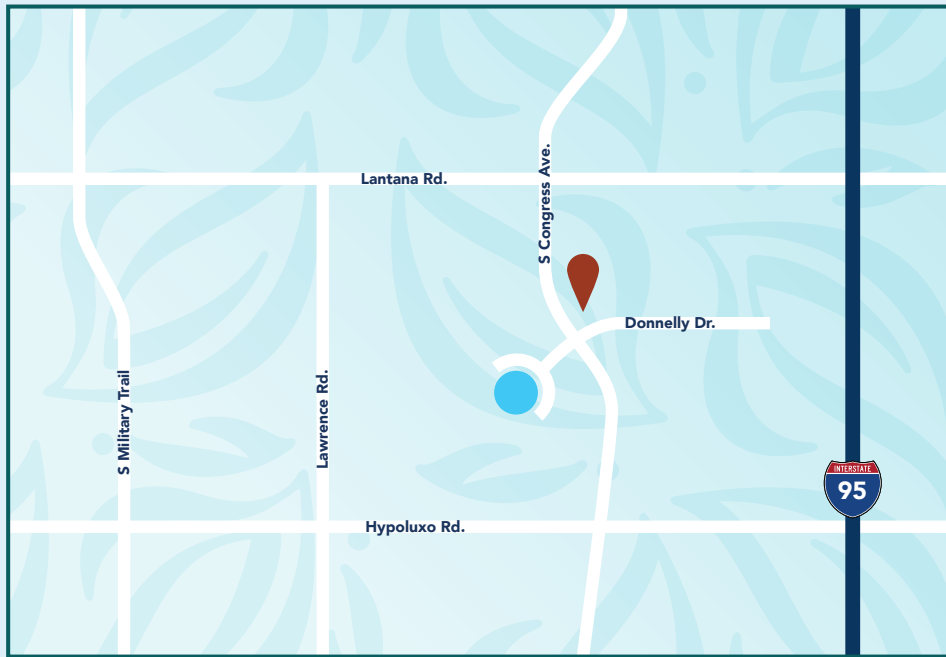 Lantana Rd.
S Congress Ave.
Donnelly Dr.
S Military Trail
Lawrence Rd.
INTERSTATE
95
Hypoluxo Rd.